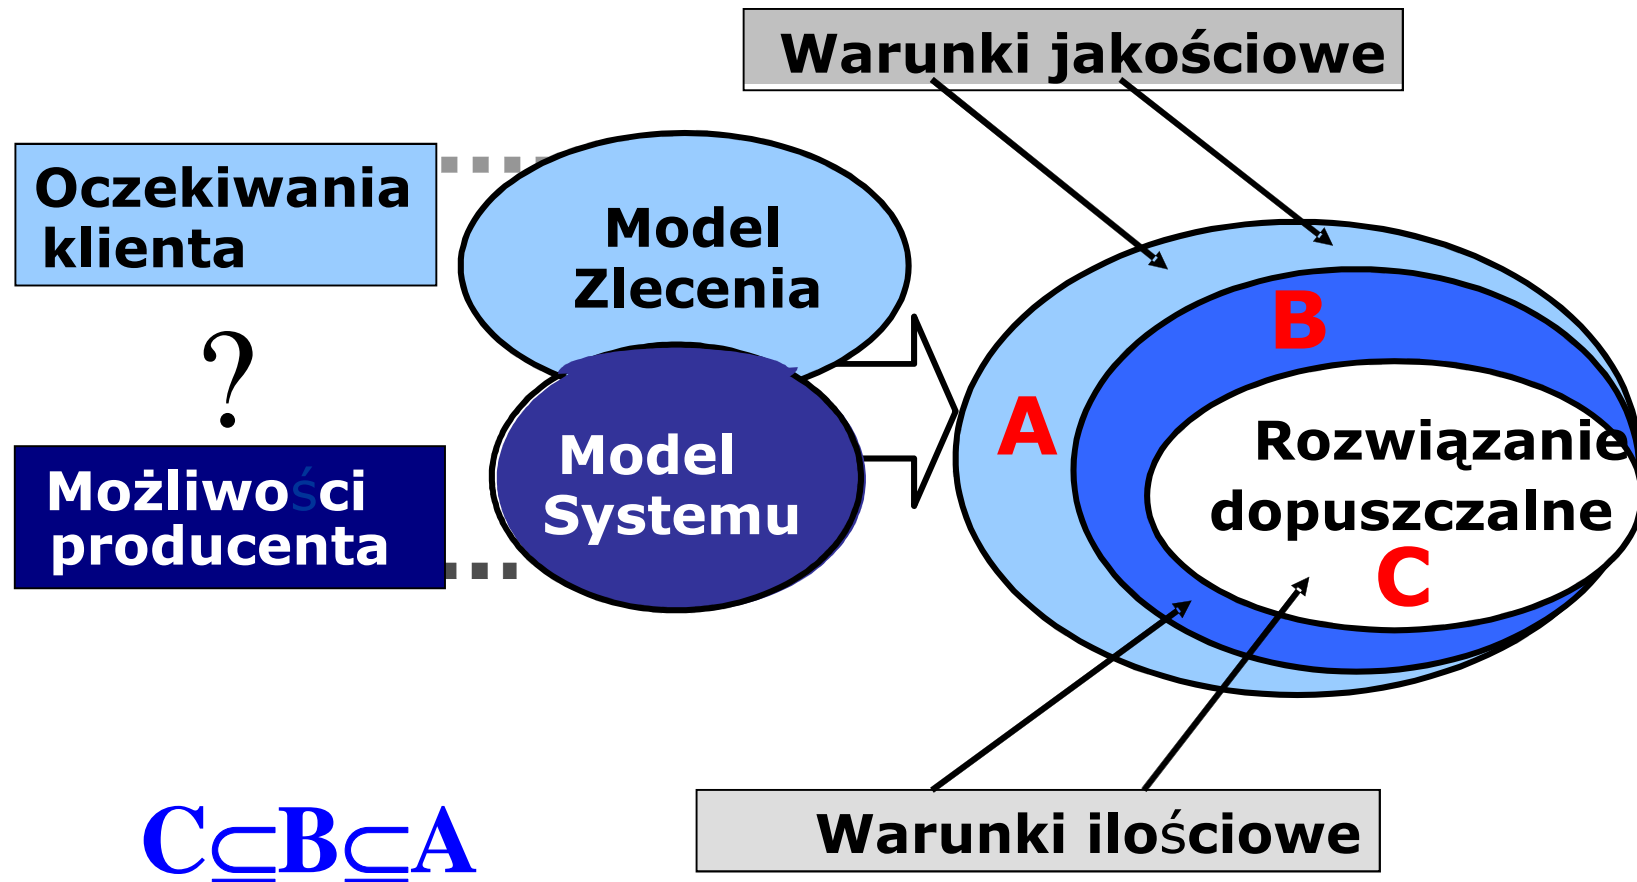 Warunki jakościowe
Oczekiwania
klienta
?
Możliwości
producenta
Model
Zlecenia
Model
Systemu
A
B
Rozwiązanie
dopuszczalne
C
Warunki ilościowe
C⊆B⊆A